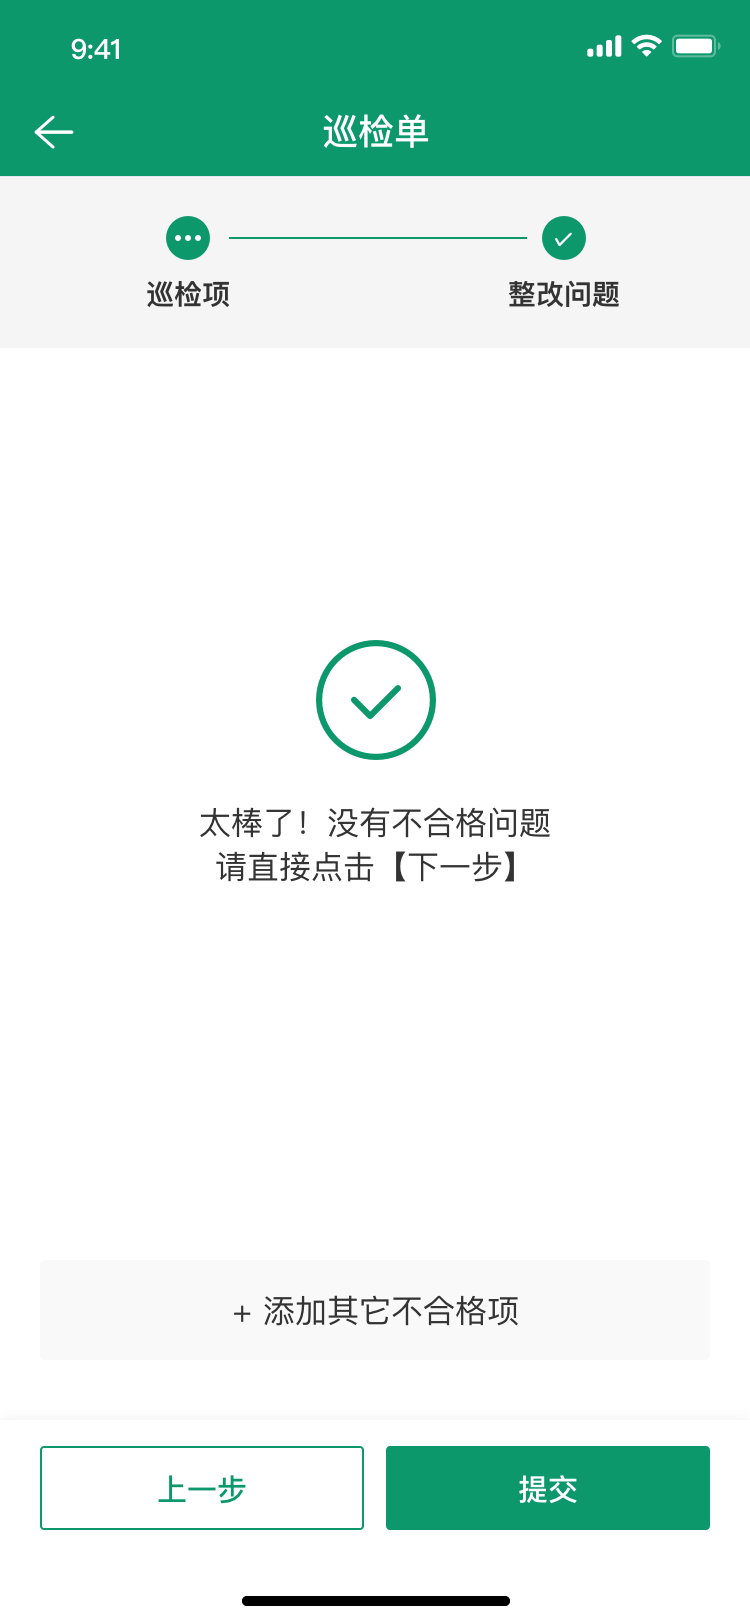 9:41
巡检单
巡检项
整改问题
太棒了！没有不合格问题
请直接点击【下一步】
+ 添加其它不合格项
上一步
提交